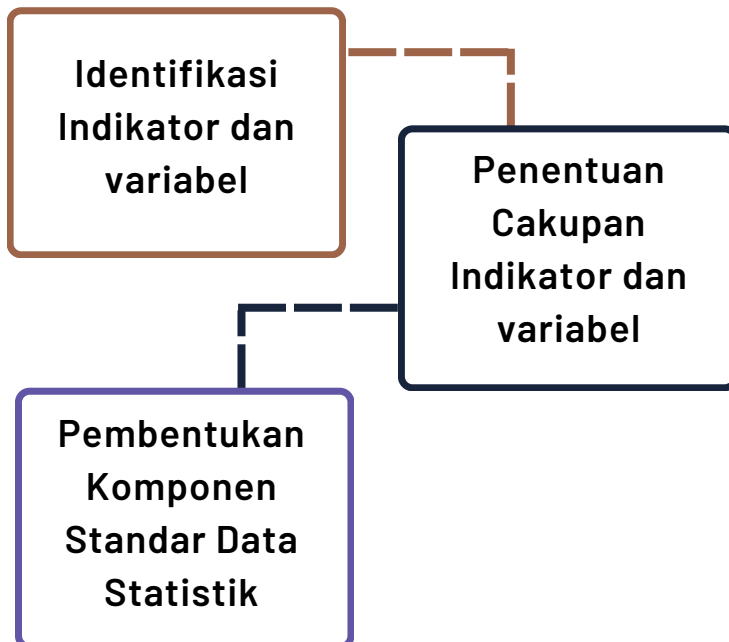 Identifikasi
Indikator dan
variabel
Penentuan
Cakupan
Indikator dan
variabel
Pembentukan
Komponen
Standar Data
Statistik